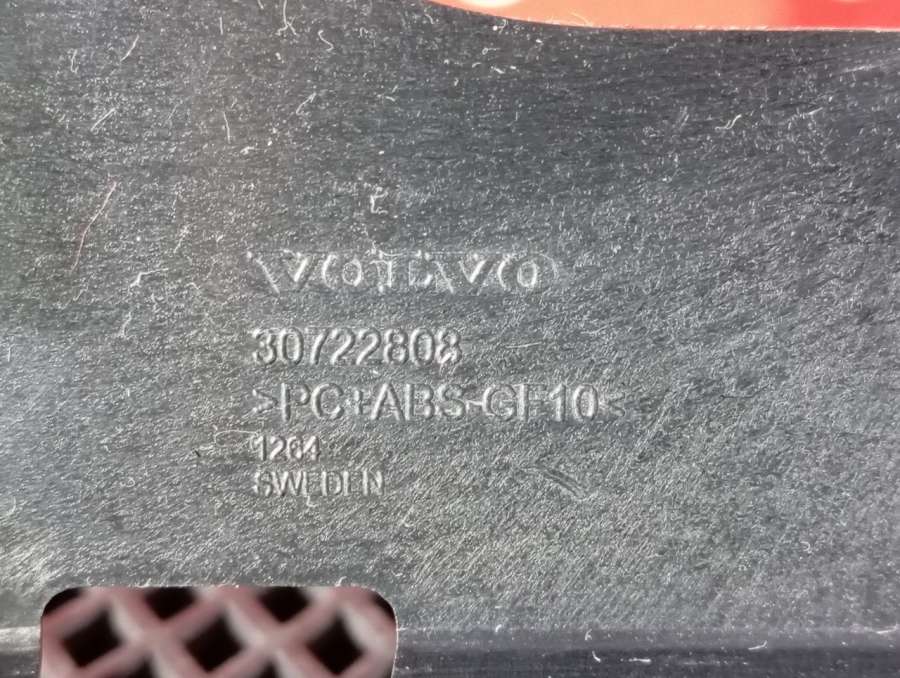 VOLVO
30722808
>PC+ABS-GF10<
1264
SWEDEN